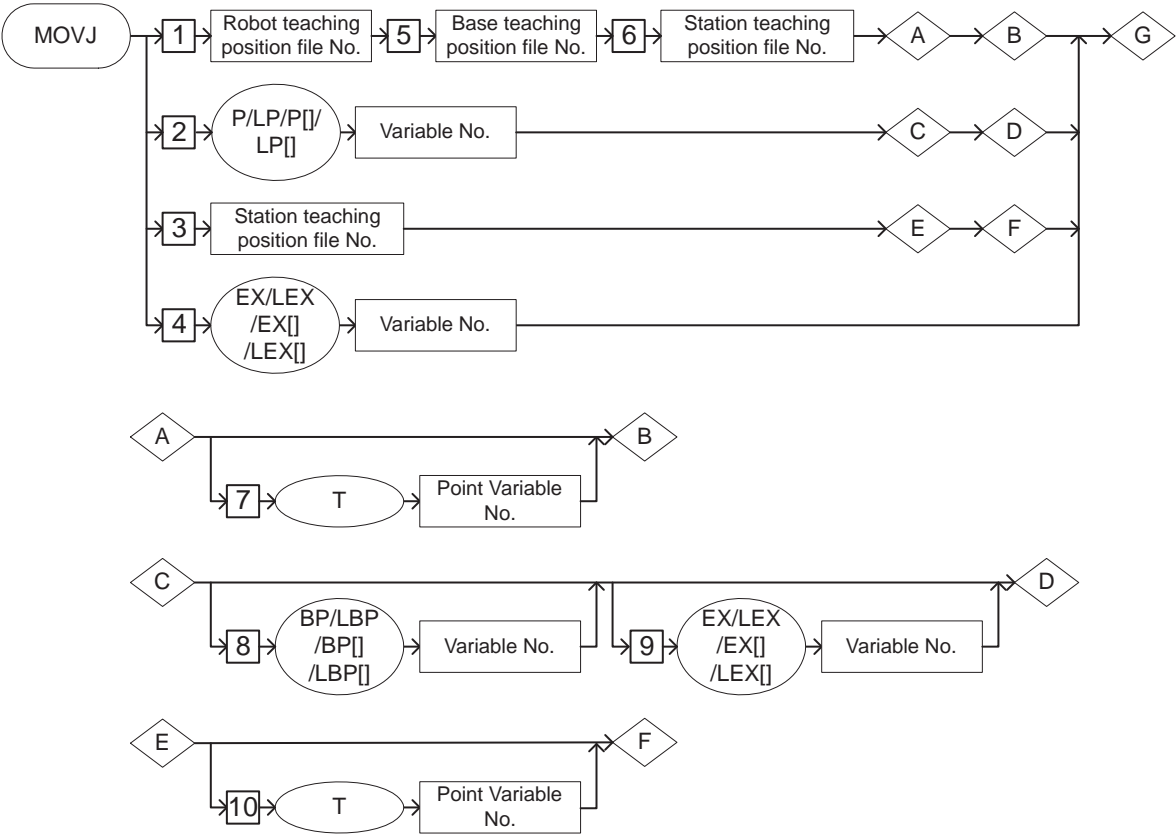 MOVJ
1
Robot teaching
position file No.
5
Base teaching
position file No.
6
Station teaching
position file No.
A
B
G
2
P/LP/P[]/
LP[]
Variable No.
C
D
3
Station teaching
position file No.
E
F
4
EX/LEX
/EX[]
/LEX[]
Variable No.
A
B
7
T
Point Variable
No.
C
D
8
BP/LBP
/BP[]
/LBP[]
Variable No.
9
EX/LEX
/EX[]
/LEX[]
Variable No.
E
F
10
T
Point Variable
No.